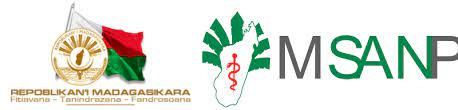 REPOBLIKAN'I MADAGASIKARA
Fitiavana - Tanindrazana - Fandrosoana
MSANP